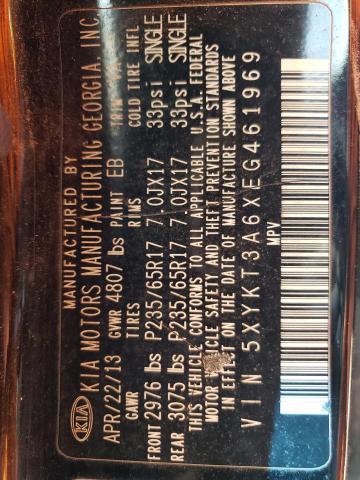 MANUFACTURED BY
KIA KIA MOTORS MANUFACTURING GEORGIA, INC
APR/22/13 GVWR 4807 lbs PAINT EB TRIM VA
GAWR TIRES RIMS COLD TIRE INFL
FRONT 2976 lbs P235/65R17 7.0JX17 33psi SINGLE
REAR 3075 lbs P235/65R17 7.0JX17 33psi SINGLE
THIS VEHICLE CONFORMS TO ALL APPLICABLE U.S.A. FEDERAL
MOTOR VEHICLE SAFETY AND THEFT PREVENTION STANDARDS
IN EFFECT ON THE DATE OF MANUFACTURE SHOWN ABOVE
VIN 5XYKT3A6XEG461969
MPV